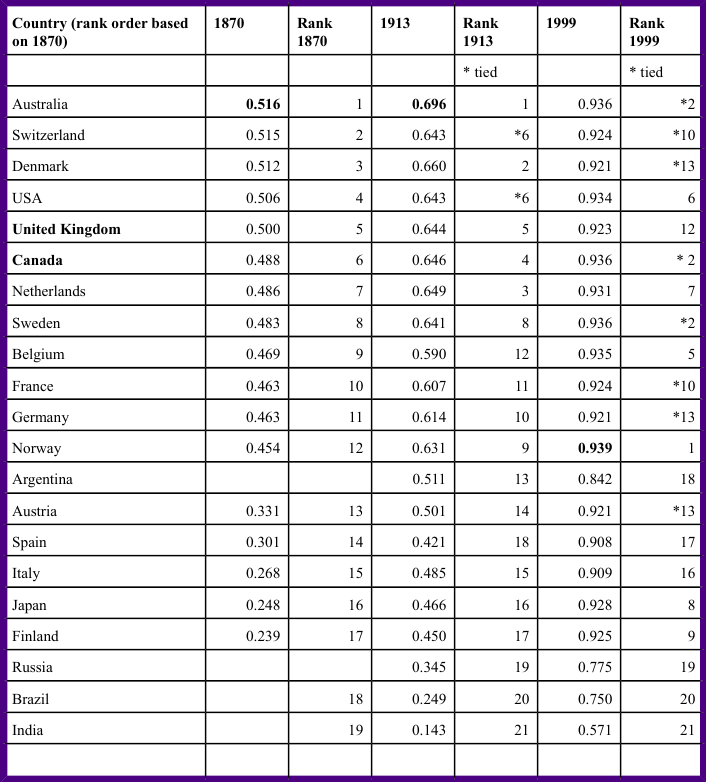 Country (rank order based on 1870) 1870 Rank 1870 1913 Rank 1913 1999 Rank 1999
* tied * tied
Australia 0.516 1 0.696 1 0.936 *2
Switzerland 0.515 2 0.643 *6 0.924 *10
Denmark 0.512 3 0.660 2 0.921 *13
USA 0.506 4 0.643 *6 0.934 6
United Kingdom 0.500 5 0.644 5 0.923 12
Canada 0.488 6 0.646 4 0.936 * 2
Netherlands 0.486 7 0.649 3 0.931 7
Sweden 0.483 8 0.641 8 0.936 *2
Belgium 0.469 9 0.590 12 0.935 5
France 0.463 10 0.607 11 0.924 *10
Germany 0.463 11 0.614 10 0.921 *13
Norway 0.454 12 0.631 9 0.939 1
Argentina 0.511 13 0.842 18
Austria 0.331 13 0.501 14 0.921 *13
Spain 0.301 14 0.421 18 0.908 17
Italy 0.268 15 0.485 15 0.909 16
Japan 0.248 16 0.466 16 0.928 8
Finland 0.239 17 0.450 17 0.925 9
Russia 0.345 19 0.775 19
Brazil 18 0.249 20 0.750 20
India 19 0.143 21 0.571 21